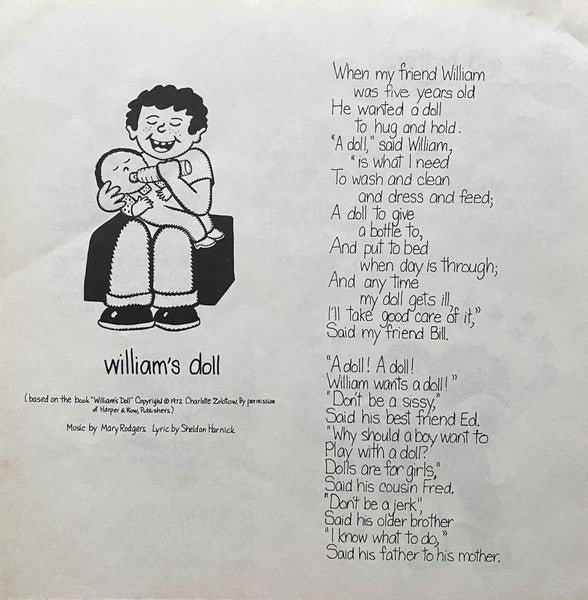 william's doll
(based on the book "William's Doll" Copyright © 1972. Charlotte Zolotow. By permission
of Harper & Row, Publishers)
Music by Mary Rodgers Lyric by Sheldon Harnick
When my friend William
was five years old
He wanted a doll
to hug and hold.
"A doll," said William,
"is what I need
To wash and clean
and dress and feed;
A doll to give
a bottle to,
And put to bed
when day is through;
And any time
my doll gets ill,
I'll take good care of it,"
Said my friend Bill.
"A doll! A doll!
William wants a doll!"
"Don't be a sissy,"
Said his best friend Ed.
"Why should a boy want to
Play with a doll?
Dolls are for girls,"
Said his cousin Fred.
"Don't be a jerk",
Said his older brother
"I know what to do,"
Said his father to his mother.